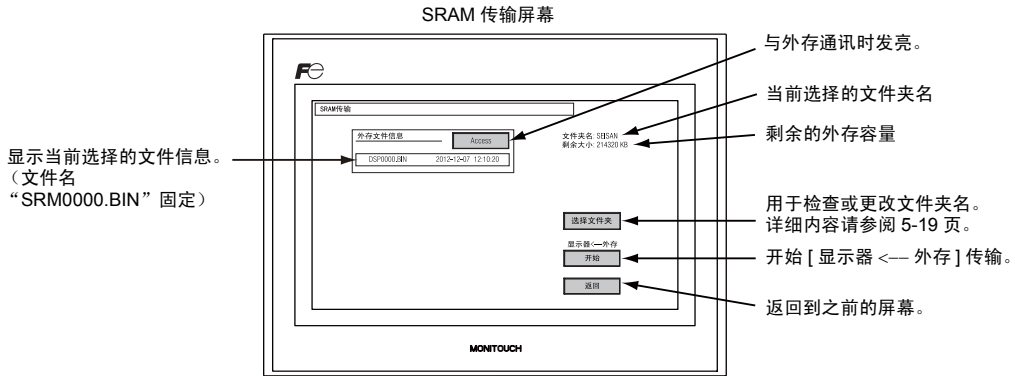 SRAM 传输屏幕
Fe
SRAM传输
外存文件信息
Access
DSP0000.BIN 2012-12-07 12:10:20
文件夹名: SEISAN
剩余大小: 214320 KB
选择文件夹
显示器<—外存
开始
返回
MONITOUCH
显示当前选择的文件信息。
（文件名
“SRM0000.BIN”固定）
与外存通讯时发亮。
当前选择的文件夹名
剩余的外存容量
用于检查或更改文件夹名。
详细内容请参阅 5-19 页。
开始 [ 显示器 <–– 外存 ] 传输。
返回到之前的屏幕。